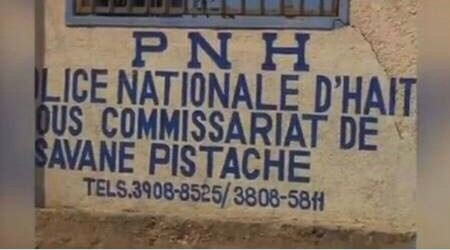 PNH
OLICE NATIONALE D'HAIT
OUS COMMISSARIAT DE
SAVANE PISTACHE
TELS.3908-8525/3808-5811